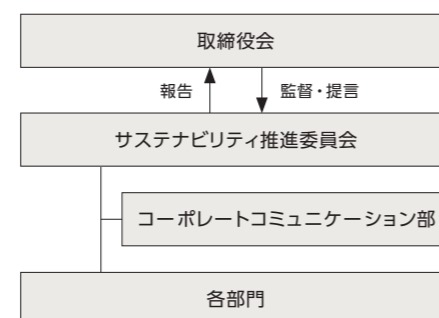 取締役会
報告 監督・提言
サステナビリティ推進委員会
コーポレートコミュニケーション部
各部門